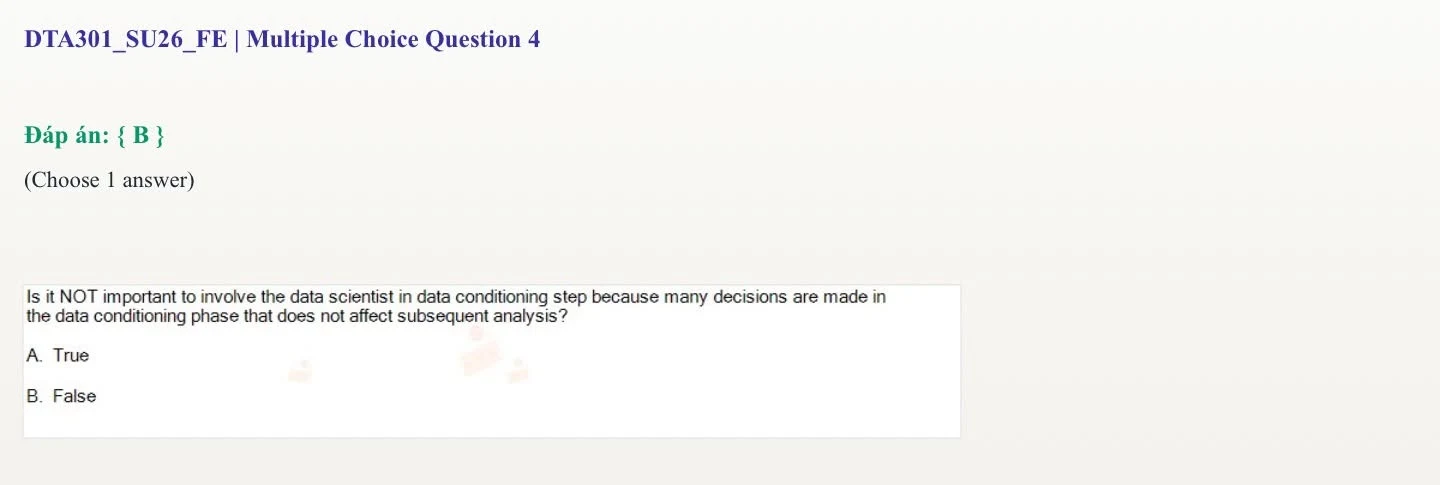 DTA301_SU26_FE | Multiple Choice Question 4
Đáp án: { B }
(Choose 1 answer)
Is it NOT important to involve the data scientist in data conditioning step because many decisions are made in
the data conditioning phase that does not affect subsequent analysis?
A. True
B. False